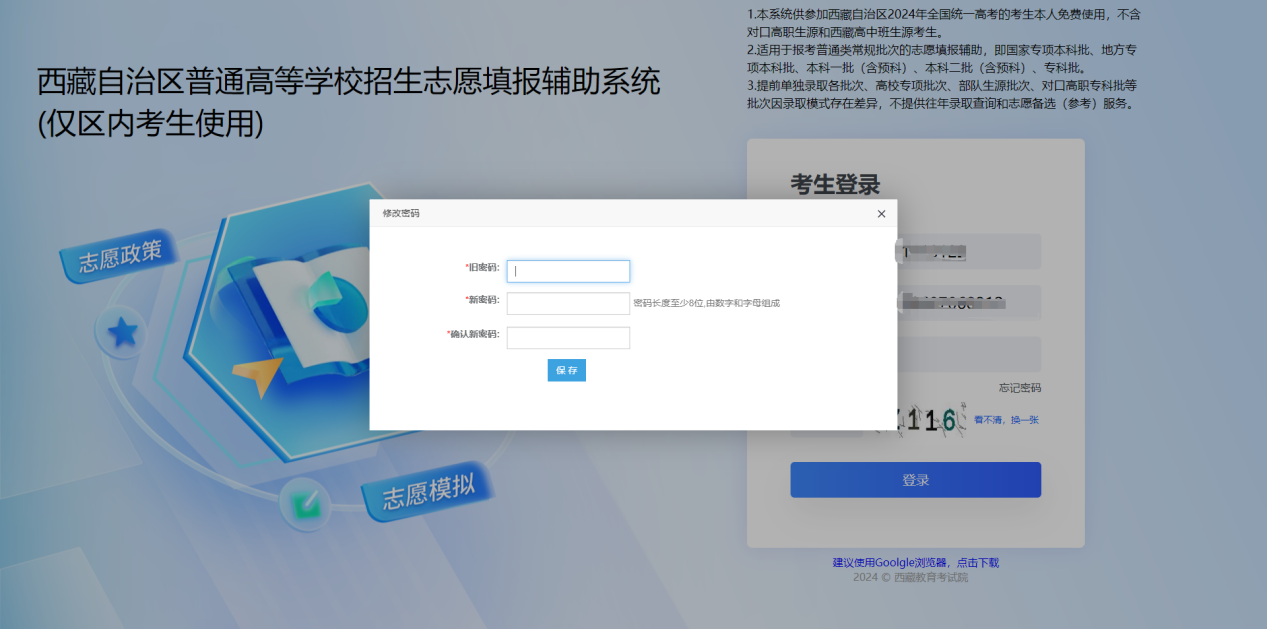 1.本系统供参加西藏自治区2024年全国统一高考的考生本人免费使用，不含
对口高职生源和西藏高中班生源考生。
2.适用于报考普通类常规批次的志愿填报辅助，即国家专项本科批、地方专
项本科批、本科一批（含预科）、本科二批（含预科）、专科批。
3.提前单独录取各批次、高校专项批次、部队生源批次、对口高职专科批等
批次因录取模式存在差异，不提供往年录取查询和志愿备选（参考）服务。
西藏自治区普通高等学校招生志愿填报辅助系统
(仅区内考生使用)
考生登录
修改密码
×
志愿政策
*旧密码:
*新密码:
密码长度至少8位,由数字和字母组成
*确认新密码:
保 存
忘记密码
116
看不清，换一张
登录
志愿模拟
建议使用Goolgle浏览器，点击下载
2024 © 西藏教育考试院